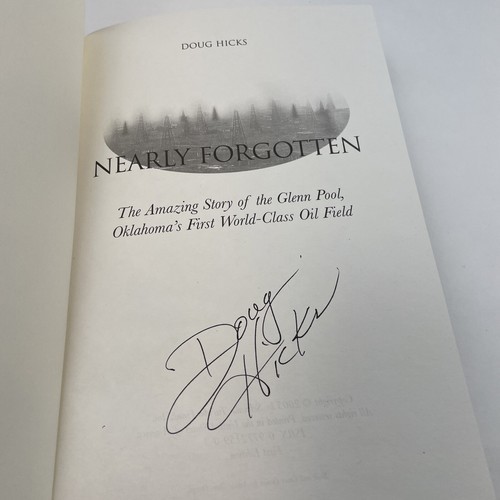 DOUG HICKS
NEARLY FORGOTTEN
The Amazing Story of the Glenn Pool,
Oklahoma's First World-Class Oil Field
Doug
Hicks